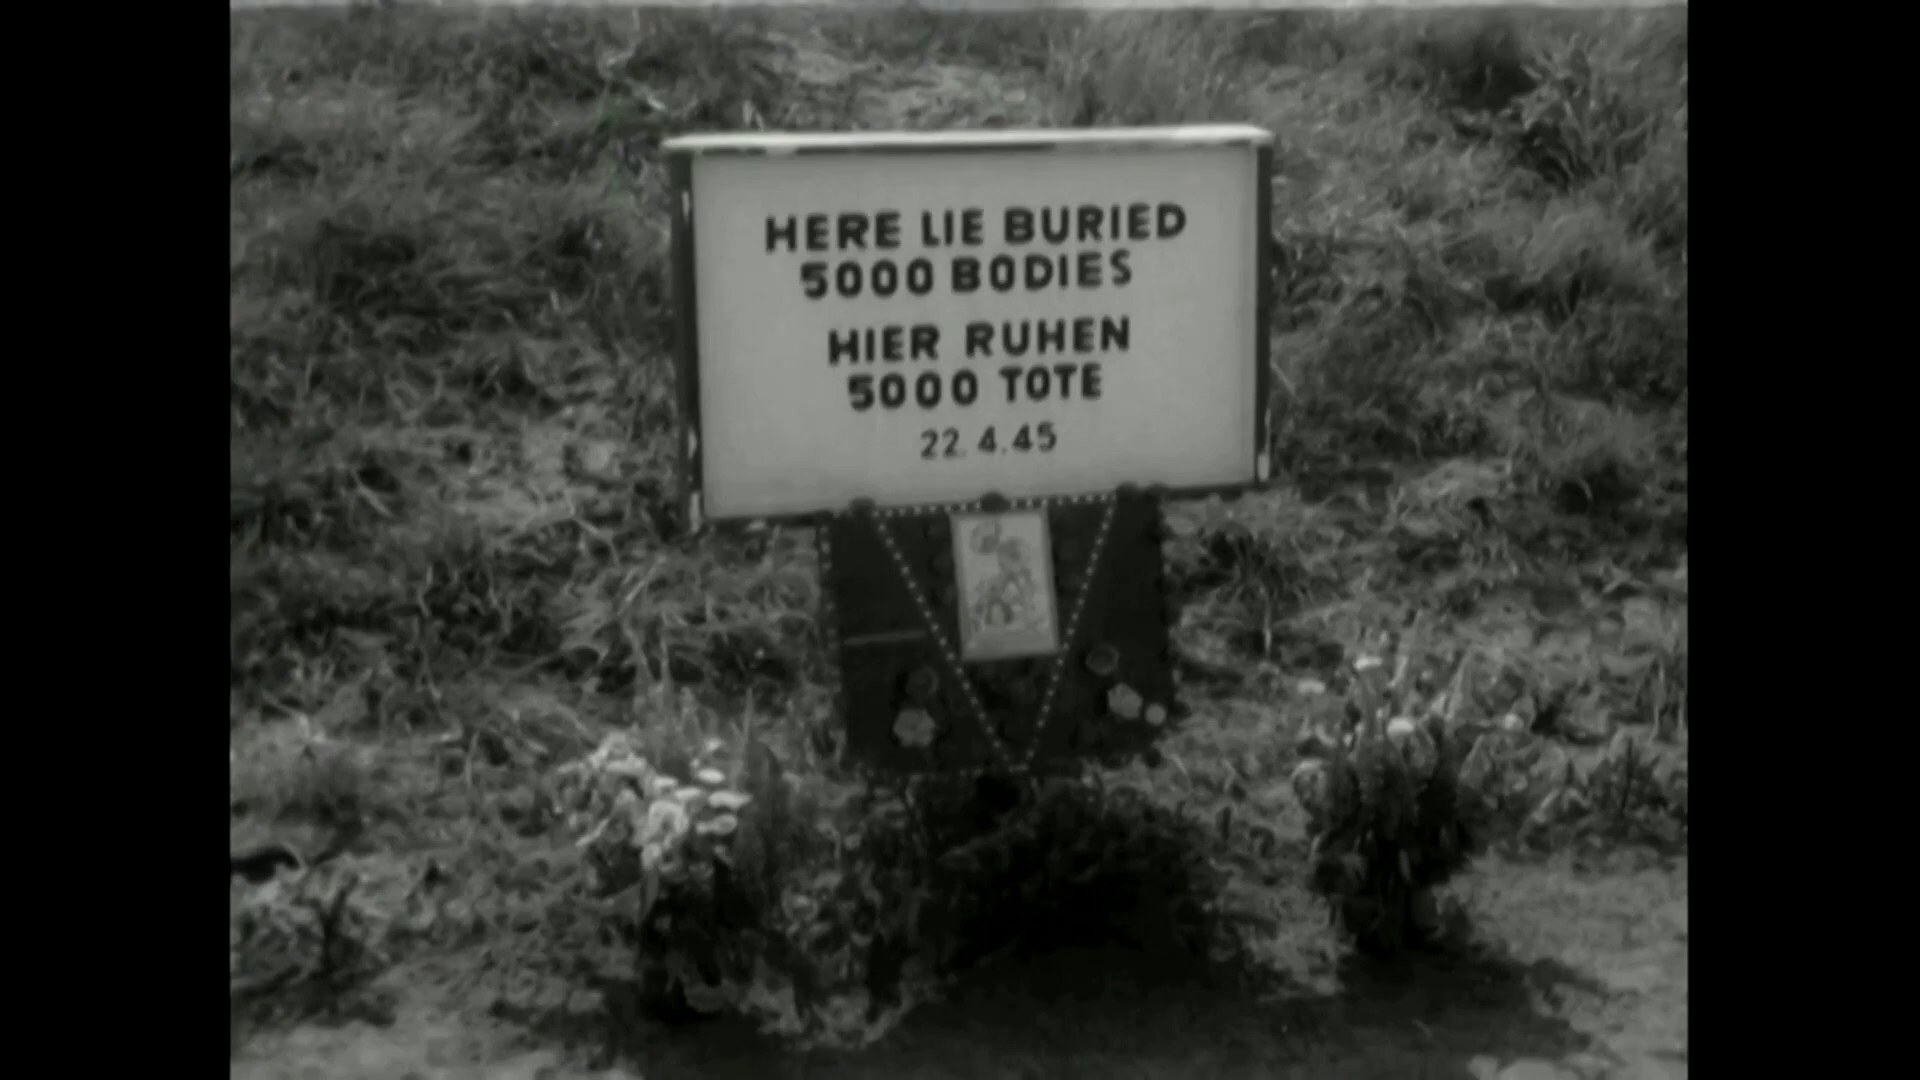 HERE LIE BURIED
5000 BODIES
HIER RUHEN
5000 TOTE
22.4.45